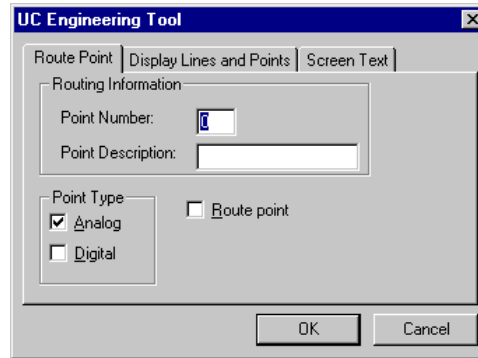 UC Engineering Tool
Route Point Display Lines and Points Screen Text
Routing Information
Point Number: 0
Point Description:
Point Type
Analog
Route point
Digital
OK Cancel